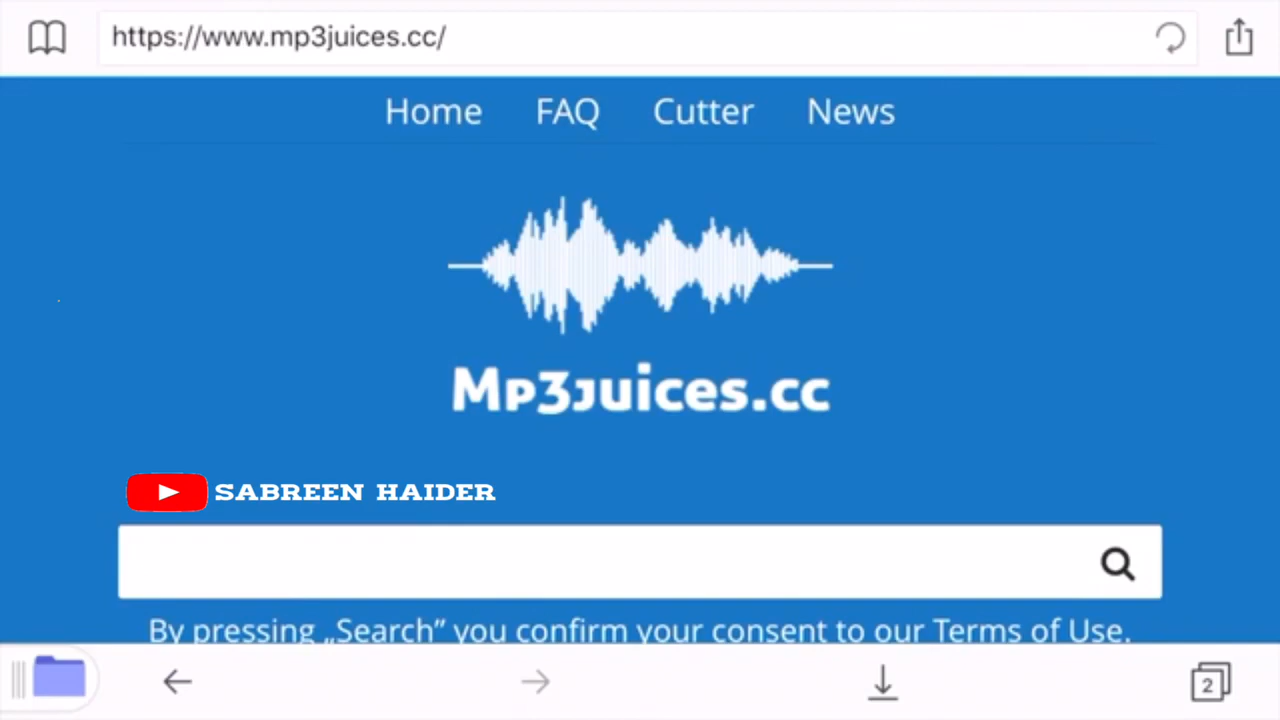 https://www.mp3juices.cc/
Home FAQ Cutter News
Mp3juices.cc
SABREEN HAIDER
By pressing „Search” you confirm your consent to our Terms of Use.
2